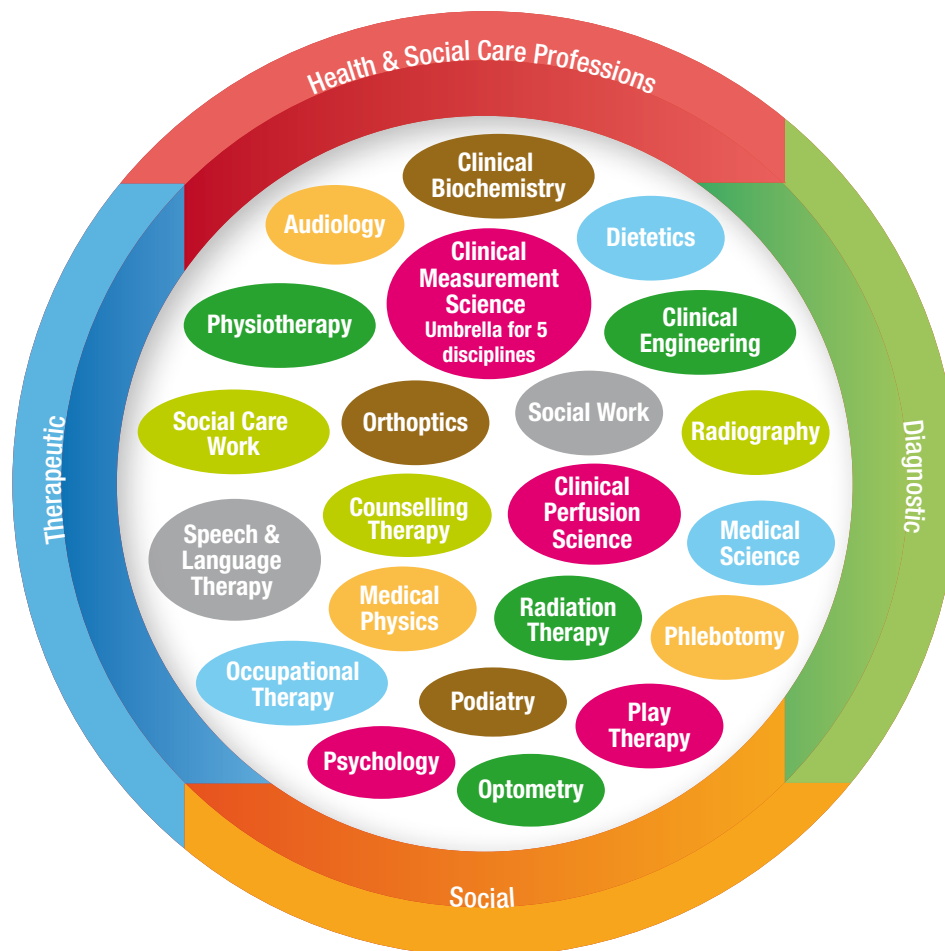 Health & Social Care Professions
Clinical
Biochemistry
Audiology
Dietetics
Clinical
Measurement
Science
Umbrella for 5
disciplines
Physiotherapy
Clinical
Engineering
Social Care
Work
Orthoptics
Social Work
Radiography
Therapeutic
Diagnostic
Counselling
Therapy
Clinical
Perfusion
Science
Speech &
Language
Therapy
Medical
Science
Medical
Physics
Radiation
Therapy
Phlebotomy
Occupational
Therapy
Podiatry
Play
Therapy
Psychology
Optometry
Social